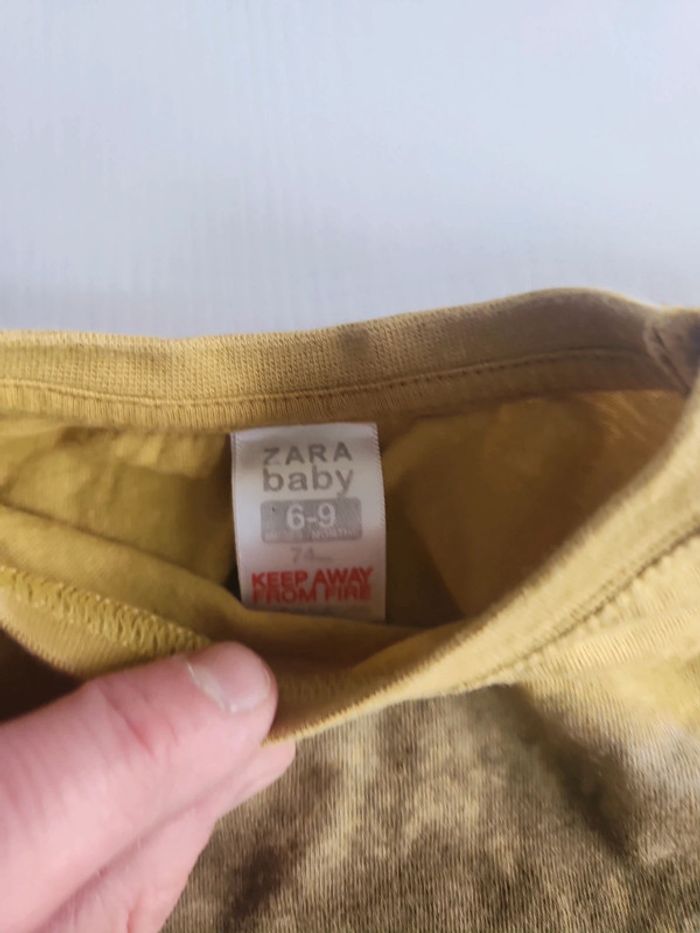 ZARA
baby
6-9
74
KEEP AWAY
FROM FIRE